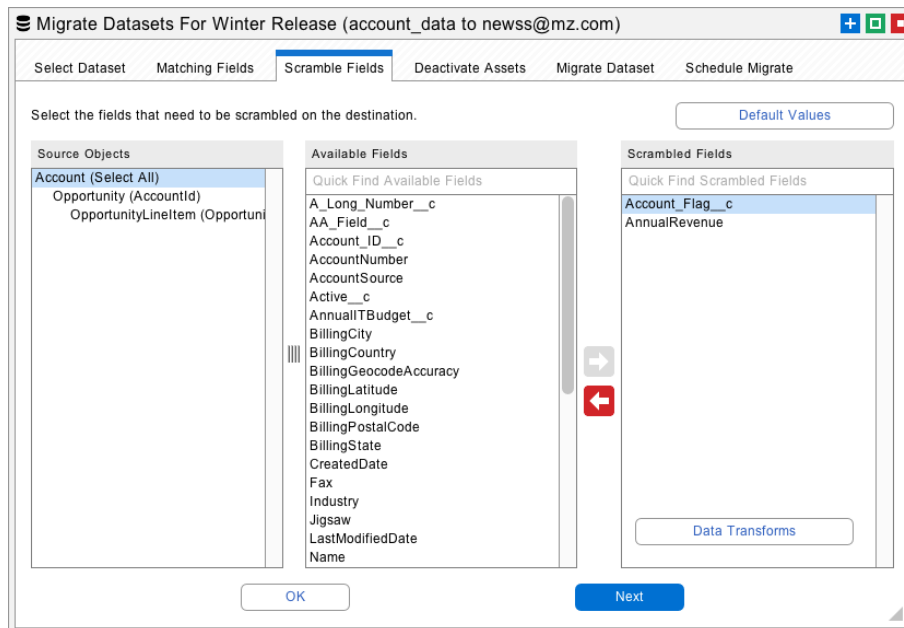 Migrate Datasets For Winter Release (account_data to newss@mz.com)
Select Dataset
Matching Fields
Scramble Fields
Deactivate Assets
Migrate Dataset
Schedule Migrate
Select the fields that need to be scrambled on the destination.
Default Values
Source Objects
Account (Select All)
Opportunity (AccountId)
OpportunityLineItem (Opportuni
Available Fields
Quick Find Available Fields
A_Long_Number__c
AA_Field__c
Account_ID__c
AccountNumber
AccountSource
Active__c
AnnualITBudget__c
BillingCity
BillingCountry
BillingGeocodeAccuracy
BillingLatitude
BillingLongitude
BillingPostalCode
BillingState
CreatedDate
Fax
Industry
Jigsaw
LastModifiedDate
Name
Scrambled Fields
Quick Find Scrambled Fields
Account_Flag__c
AnnualRevenue
Data Transforms
OK
Next